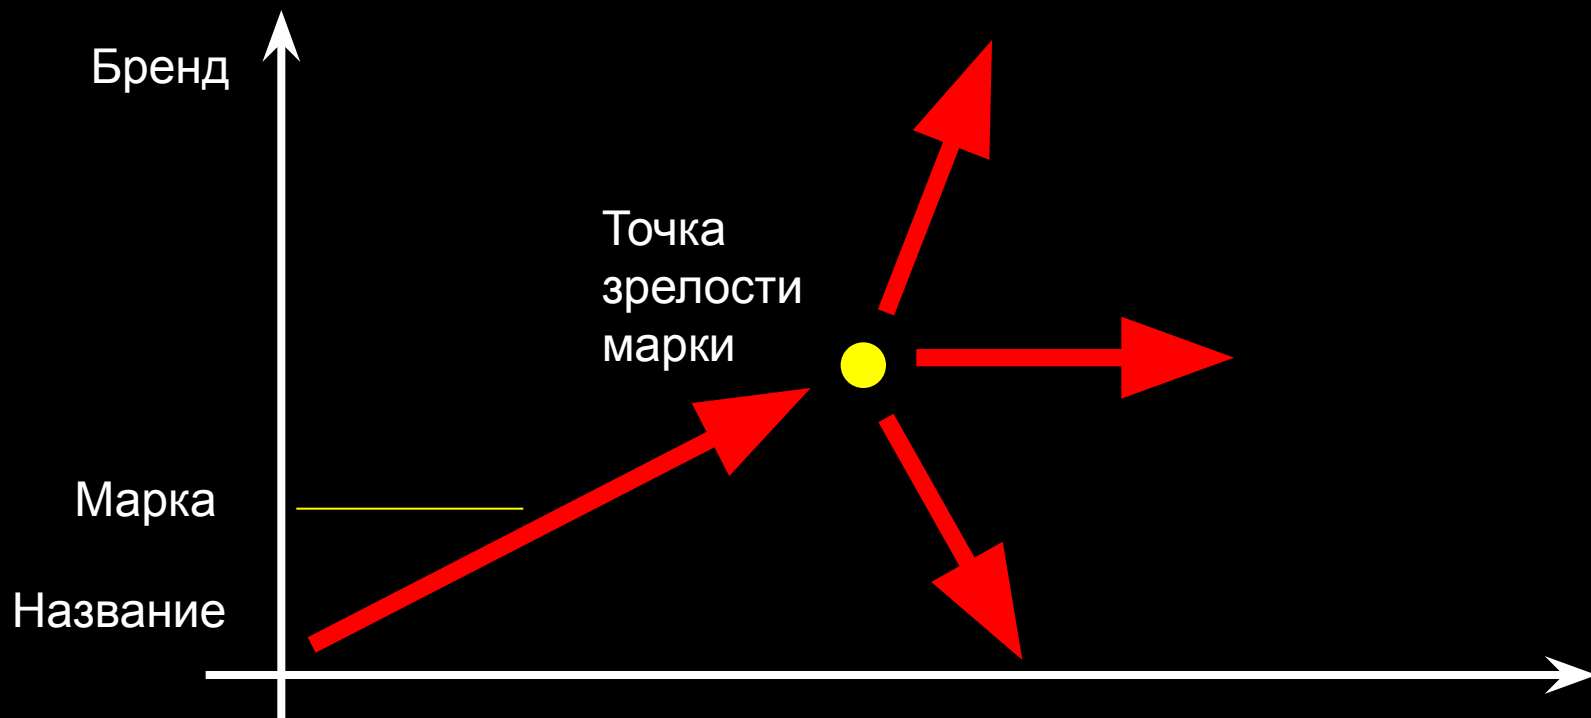 Бренд
Точка
зрелости
марки
Марка
Название